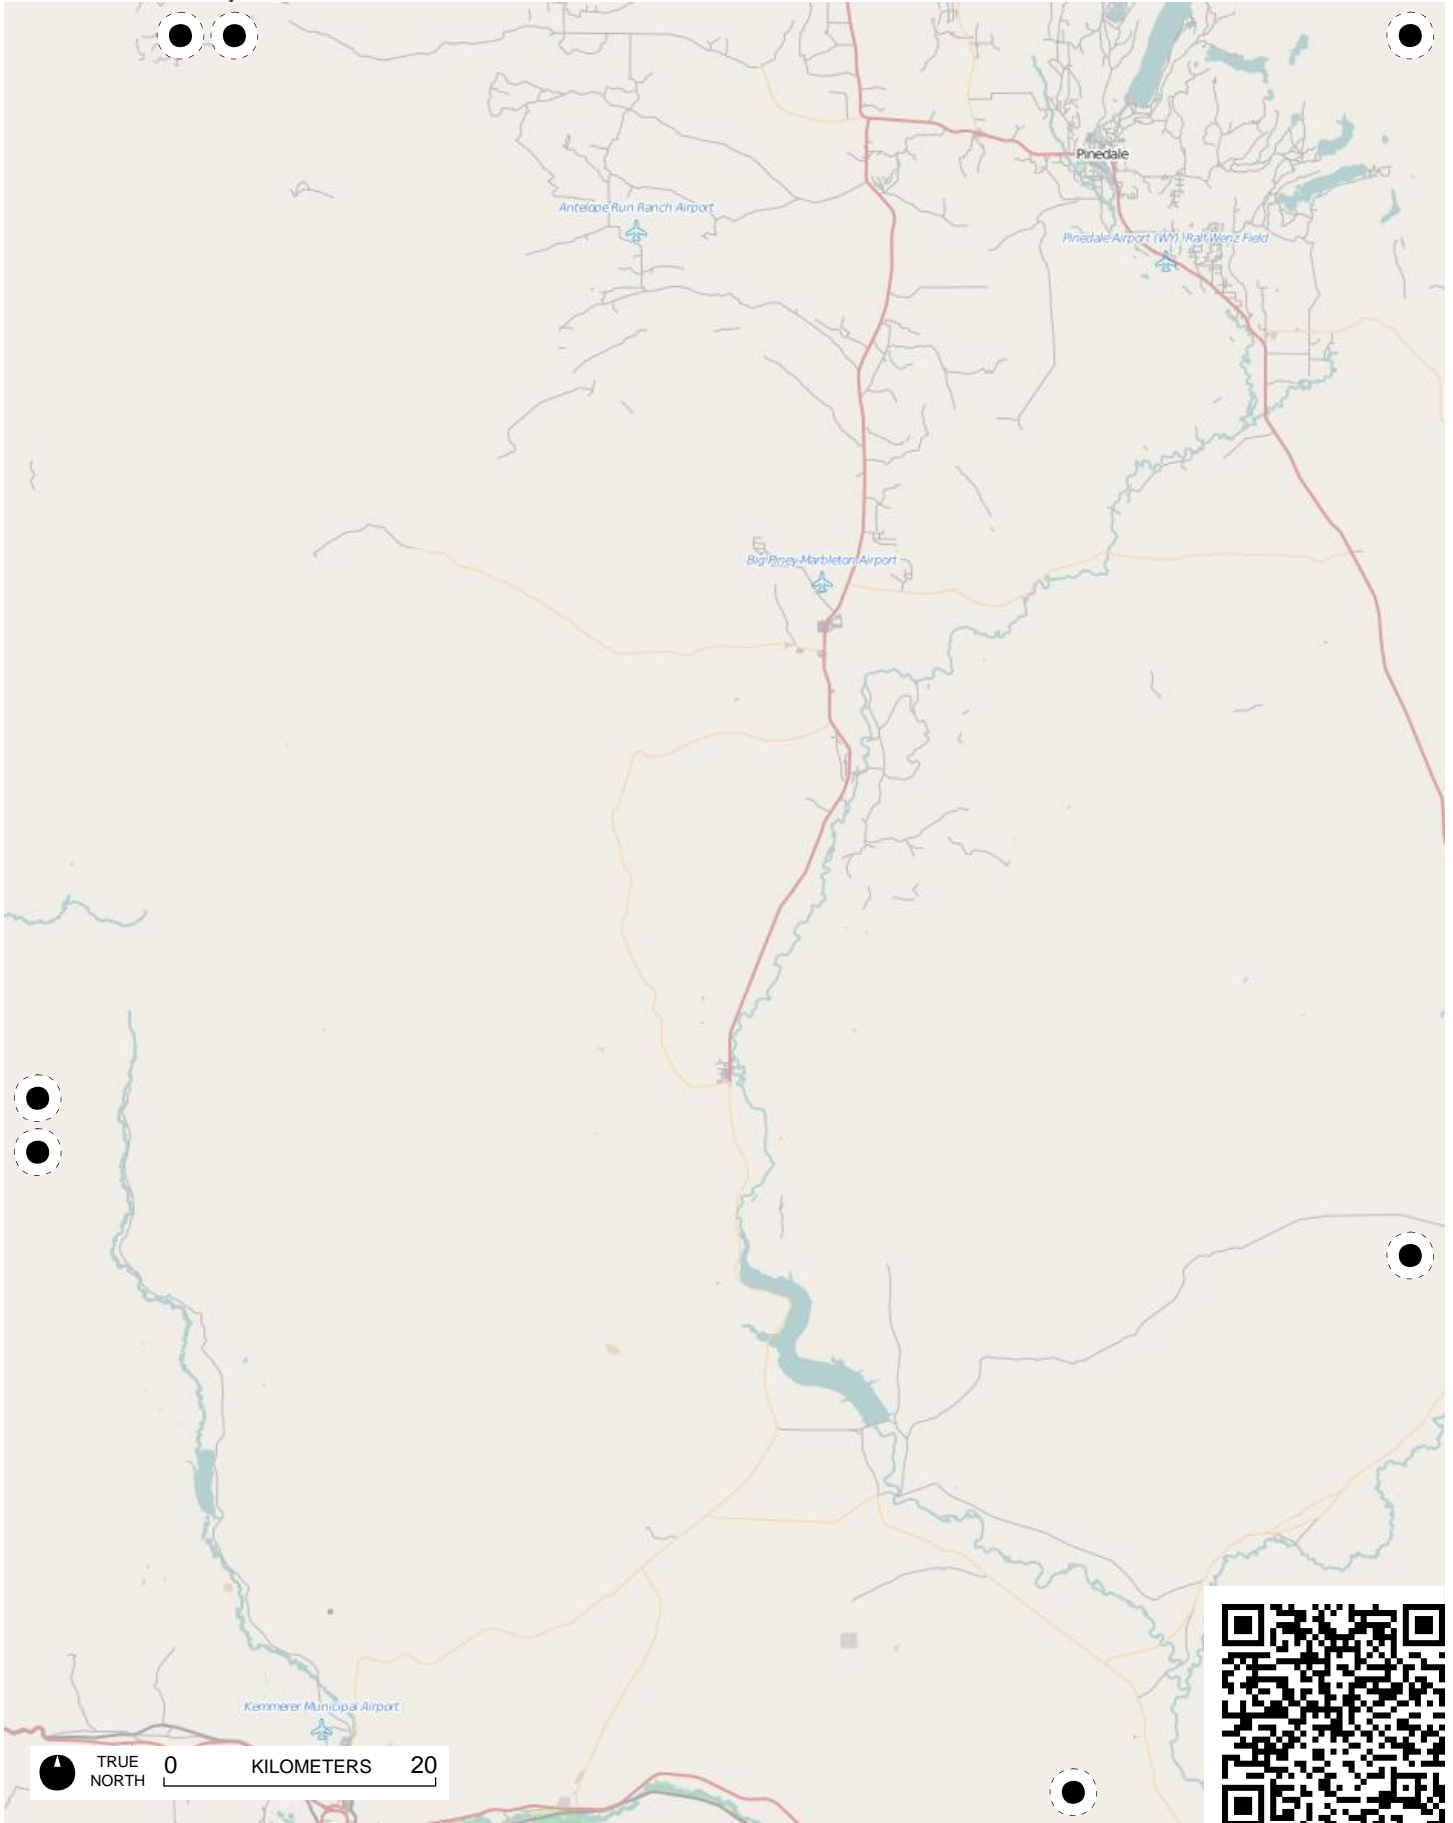 Pinedale
Antelope Run Ranch Airport
Pinedale Airport (WY), Ralf Wenz Field
Big Piney-Marbleton Airport
Kemmerer Municipal Airport
TRUE
NORTH
0 KILOMETERS 20